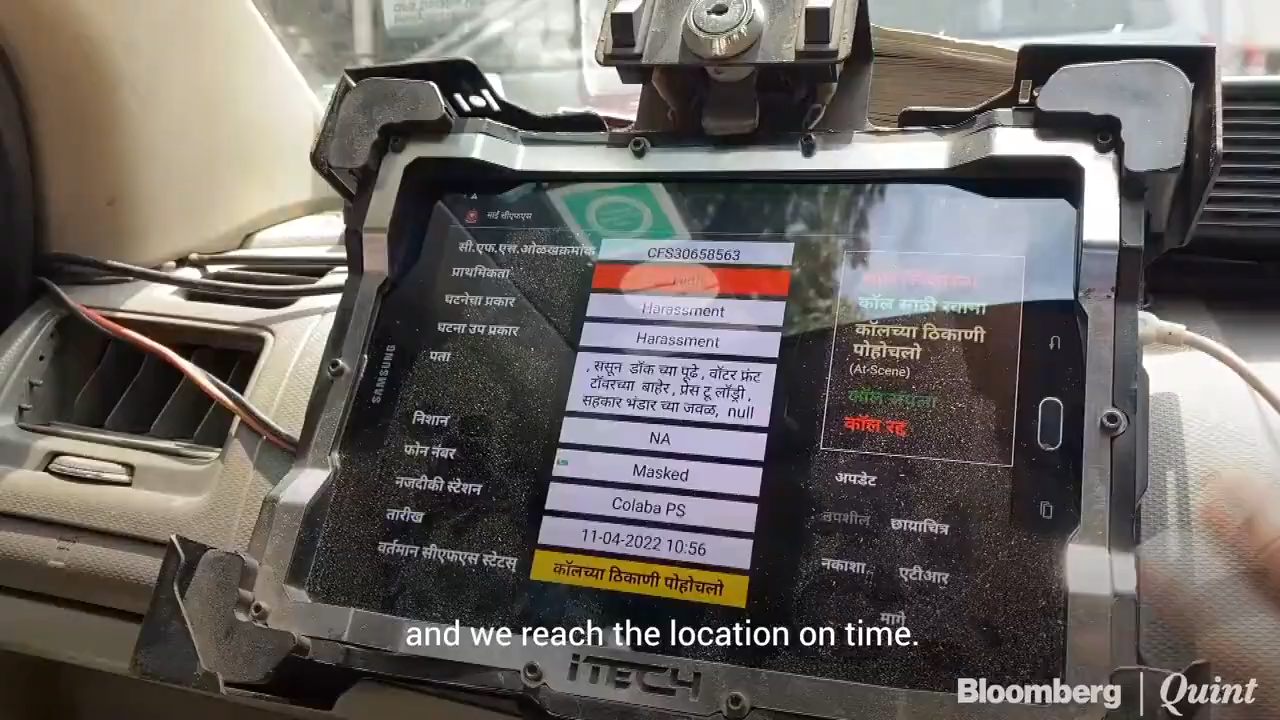 माई सीएफएस
सी.एफ.एस.ओळखक्रमांक
CFS30658563
प्राथमिकता
घटनेचा प्रकार
Harassment
घटना उप प्रकार
Harassment
पता
, ससून डॉक च्या पूढे , वॉटर फ्रंट
टॉवरच्या बाहेर , प्रेस टू लॉड्री ,
सहकार भंडार च्या जवळ, null
निशान
NA
फोन नंबर
Masked
नजदीकी स्टेशन
Colaba PS
तारीख
11-04-2022 10:56
वर्तमान सीएफएस स्टेटस्
कॉलच्या ठिकाणी पोहोचलो
कॉल साठी रवाना
कॉलच्या ठिकाणी
पोहोचलो
(At-Scene)
कॉल संपला
कॉल रद्द
अपडेट
तपशील छायाचित्र
नकाशा एटीआर
मागे
SAMSUNG
and we reach the location on time.
iTECH
Bloomberg | Quint